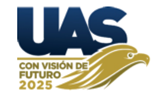 UAS
CON VISIÓN DE
FUTURO
2025